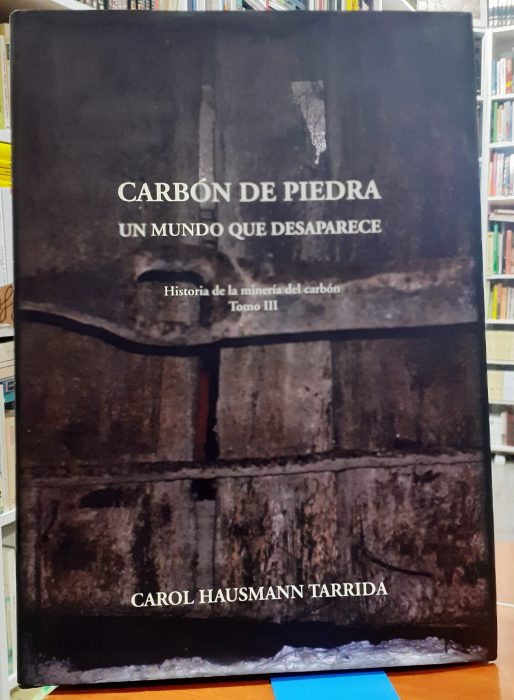 CARBÓN DE PIEDRA
UN MUNDO QUE DESAPARECE
Historia de la minería del carbón
Tomo III
CAROL HAUSMANN TARRIDA